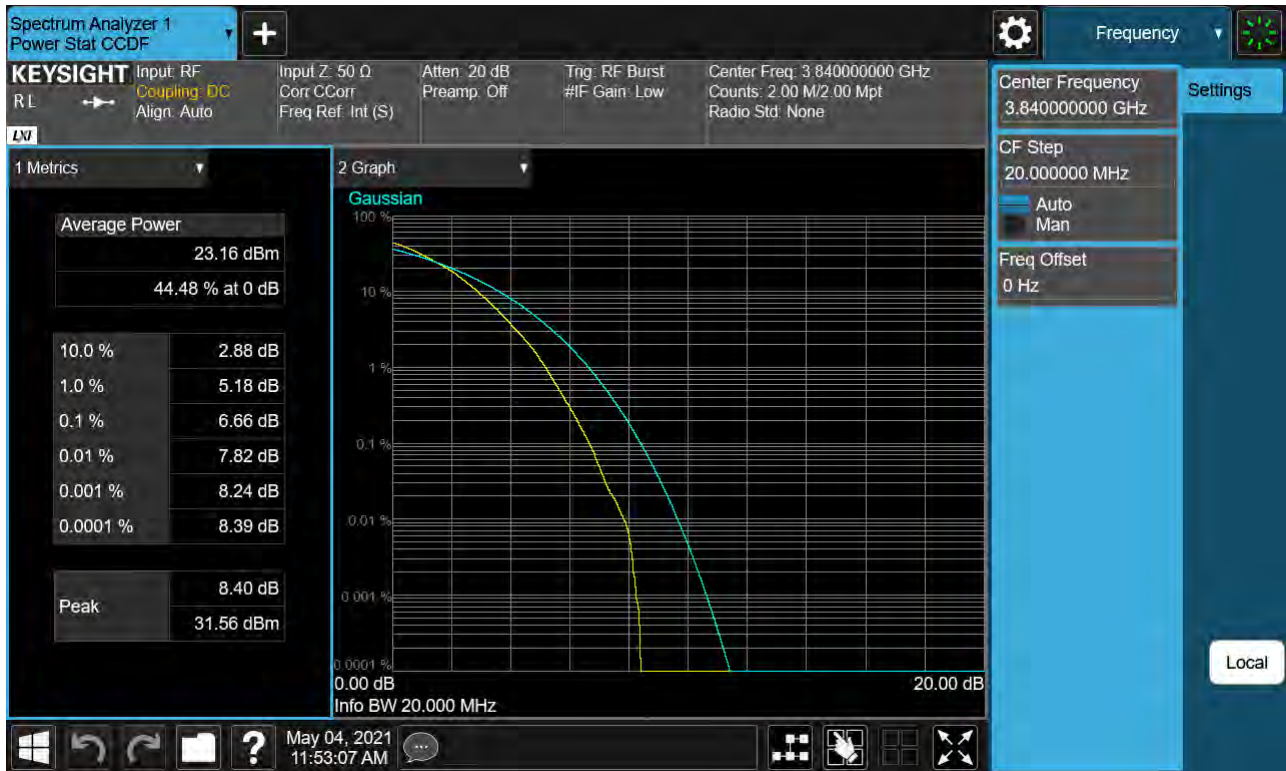 Spectrum Analyzer 1
Power Stat CCDF
+
Frequency
KEYSIGHT
RL
LXI
Input: RF
Coupling: DC
Align: Auto
Input Z: 50 Ω
Corr CCorr
Freq Ref: Int (S)
Atten: 20 dB
Preamp: Off
Trig: RF Burst
#IF Gain: Low
Center Freq: 3.840000000 GHz
Counts: 2.00 M/2.00 Mpt
Radio Std: None
Center Frequency
3.840000000 GHz
Settings
CF Step
20.000000 MHz
Auto
Man
Freq Offset
0 Hz
1 Metrics
Average Power
23.16 dBm
44.48 % at 0 dB
10.0 % 2.88 dB
1.0 % 5.18 dB
0.1 % 6.66 dB
0.01 % 7.82 dB
0.001 % 8.24 dB
0.0001 % 8.39 dB
Peak
8.40 dB
31.56 dBm
2 Graph
Gaussian
100 %
10 %
1 %
0.1 %
0.01 %
0.001 %
0.0001 %
0.00 dB 20.00 dB
Info BW 20.000 MHz
Local
?
May 04, 2021
11:53:07 AM